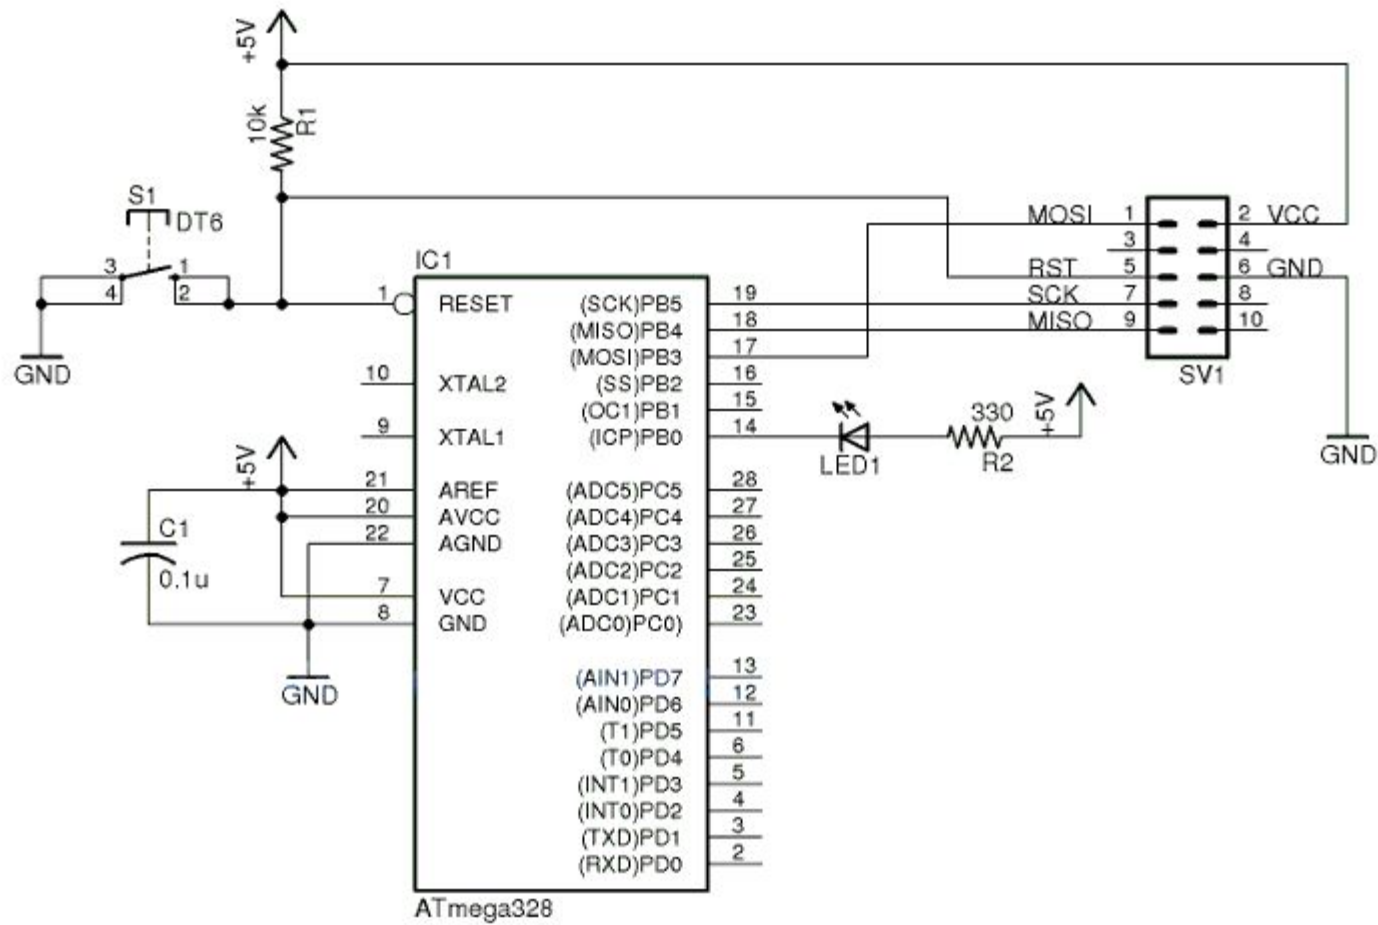 +5V
10k
R1
S1
DT6
3
1
4
2
GND
IC1
1
RESET
(SCK)PB5
19
(MISO)PB4
18
(MOSI)PB3
17
10
XTAL2
(SS)PB2
16
(OC1)PB1
15
9
XTAL1
(ICP)PB0
14
+5V
21
AREF
(ADC5)PC5
28
20
AVCC
(ADC4)PC4
27
22
AGND
(ADC3)PC3
26
(ADC2)PC2
25
7
VCC
(ADC1)PC1
24
8
GND
(ADC0)PC0)
23
C1
0.1u
GND
(AIN1)PD7
13
(AIN0)PD6
12
(T1)PD5
11
(T0)PD4
6
(INT1)PD3
5
(INT0)PD2
4
(TXD)PD1
3
(RXD)PD0
2
ATmega328
MOSI
1
2
VCC
3
4
RST
5
6
GND
SCK
7
8
MISO
9
10
SV1
LED1
330
R2
+5V
GND